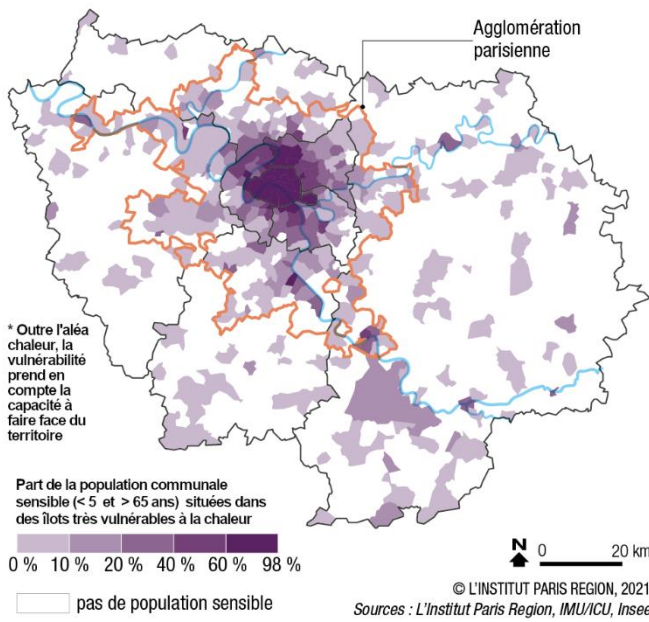 Agglomération
parisienne
* Outre l'aléa
chaleur, la
vulnérabilité
prend en
compte la
capacité à
faire face du
territoire
Part de la population communale
sensible (< 5 et > 65 ans) situées dans
des îlots très vulnérables à la chaleur
0 % 10 % 20 % 40 % 60 % 98 %
pas de population sensible
N 0 20 km
© L'INSTITUT PARIS REGION, 2021
Sources : L'Institut Paris Region, IMU/ICU, Insee